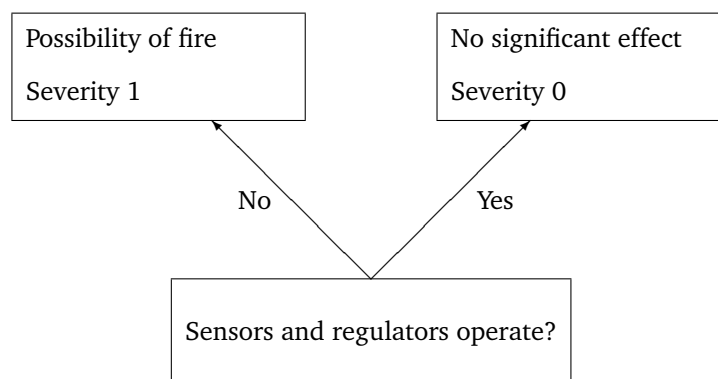 Possibility of fire
Severity 1
No significant effect
Severity 0
No
Yes
Sensors and regulators operate?